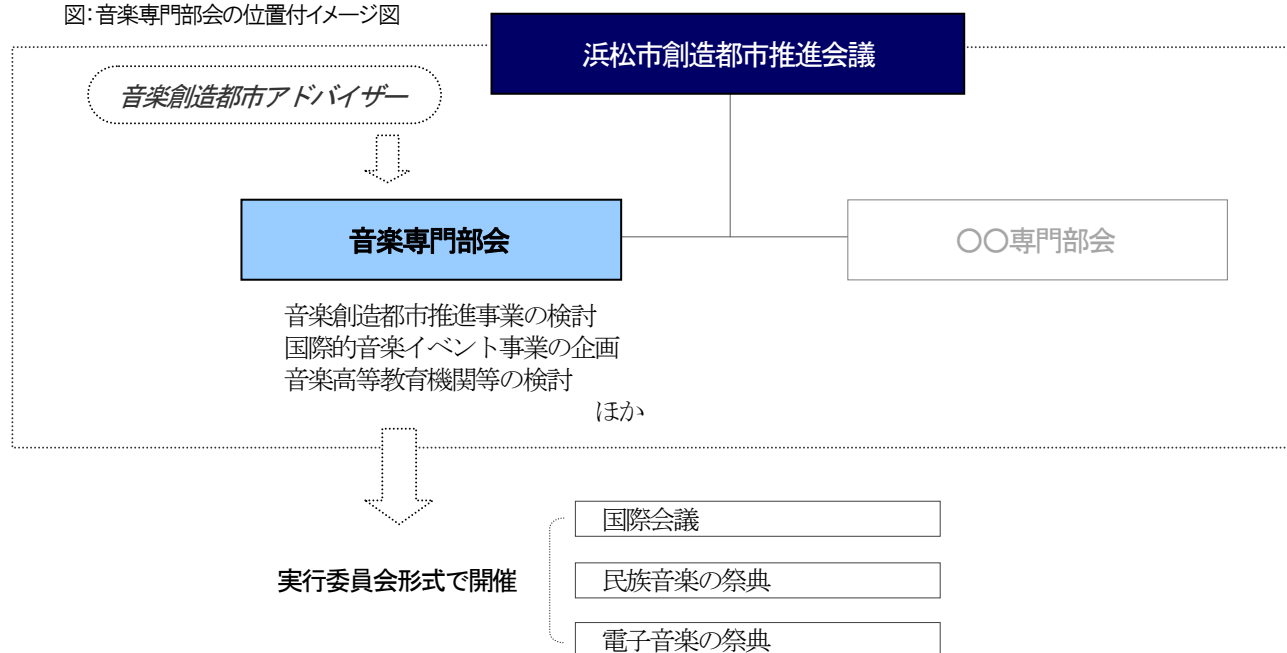 図：音楽専門部会の位置付イメージ図
浜松市創造都市推進会議
音楽創造都市アドバイザー
音楽専門部会
〇〇専門部会
音楽創造都市推進事業の検討
国際的音楽イベント事業の企画
音楽高等教育機関等の検討
ほか
国際会議
実行委員会形式で開催
民族音楽の祭典
電子音楽の祭典